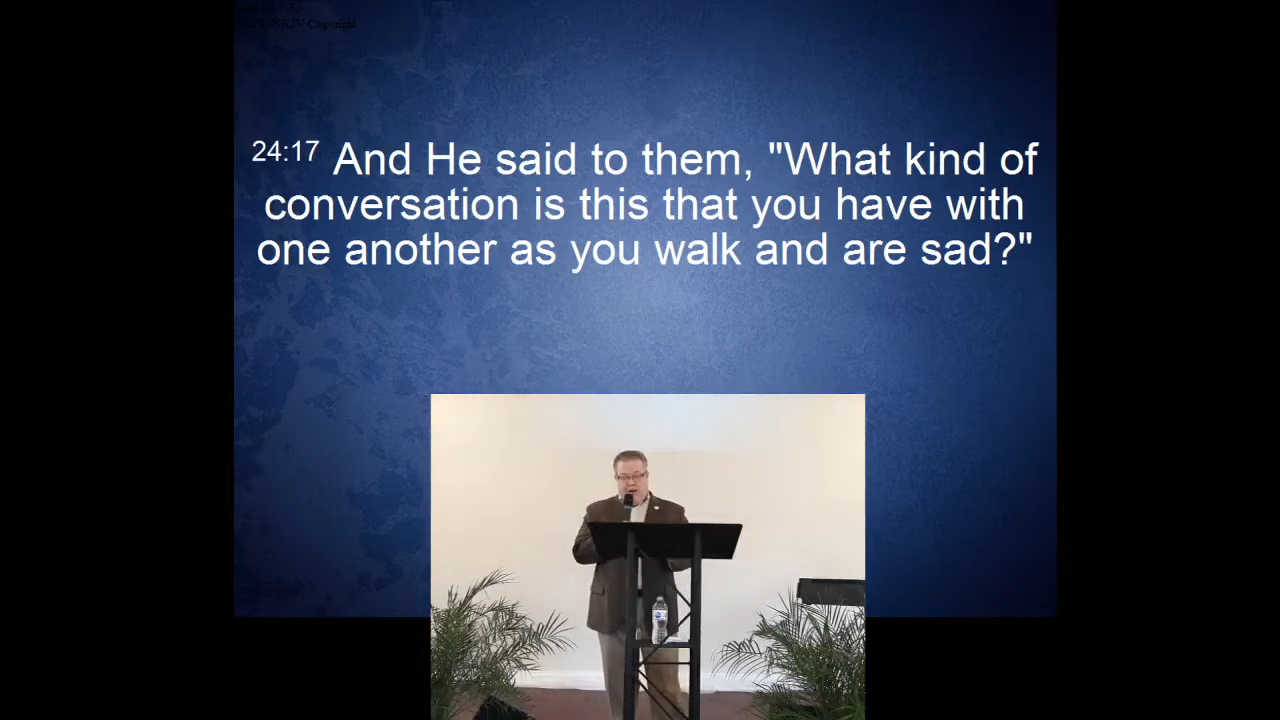 Copyright
24:17 And He said to them, "What kind of
conversation is this that you have with
one another as you walk and are sad?"